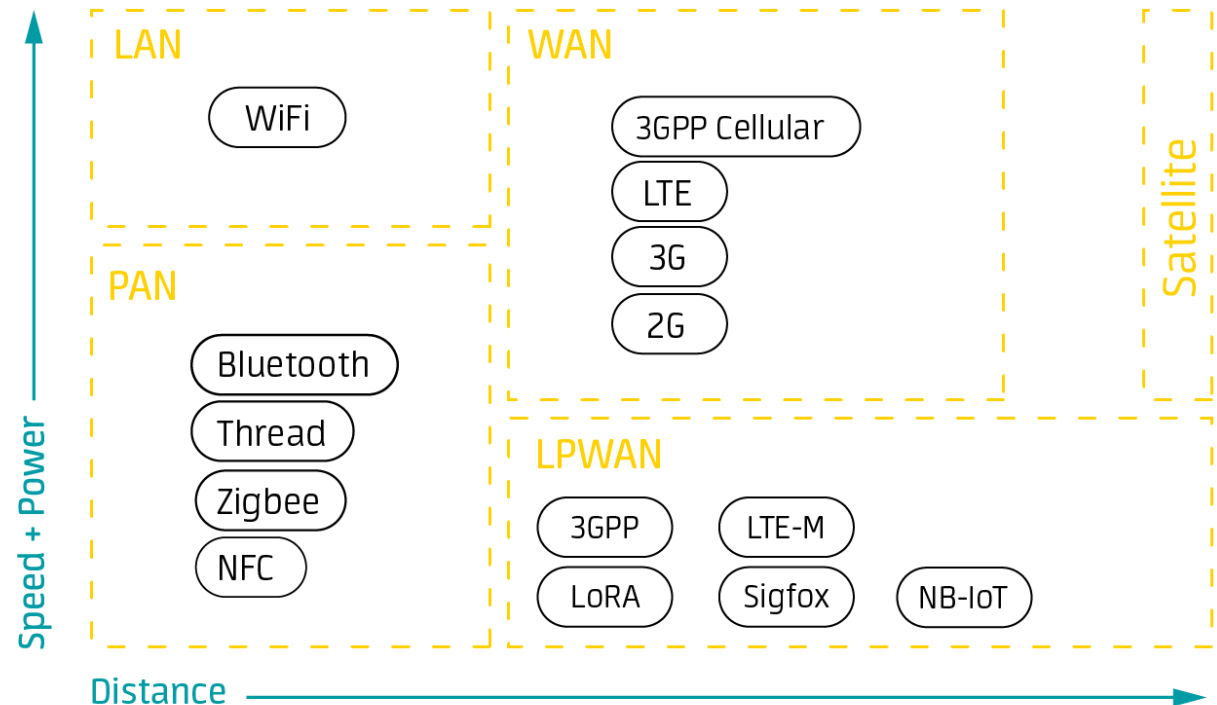 LAN
WiFi
WAN
3GPP Cellular
LTE
3G
2G
Satellite
PAN
Bluetooth
Thread
Zigbee
NFC
LPWAN
3GPP
LTE-M
LoRA
Sigfox
NB-IoT
Speed + Power
Distance